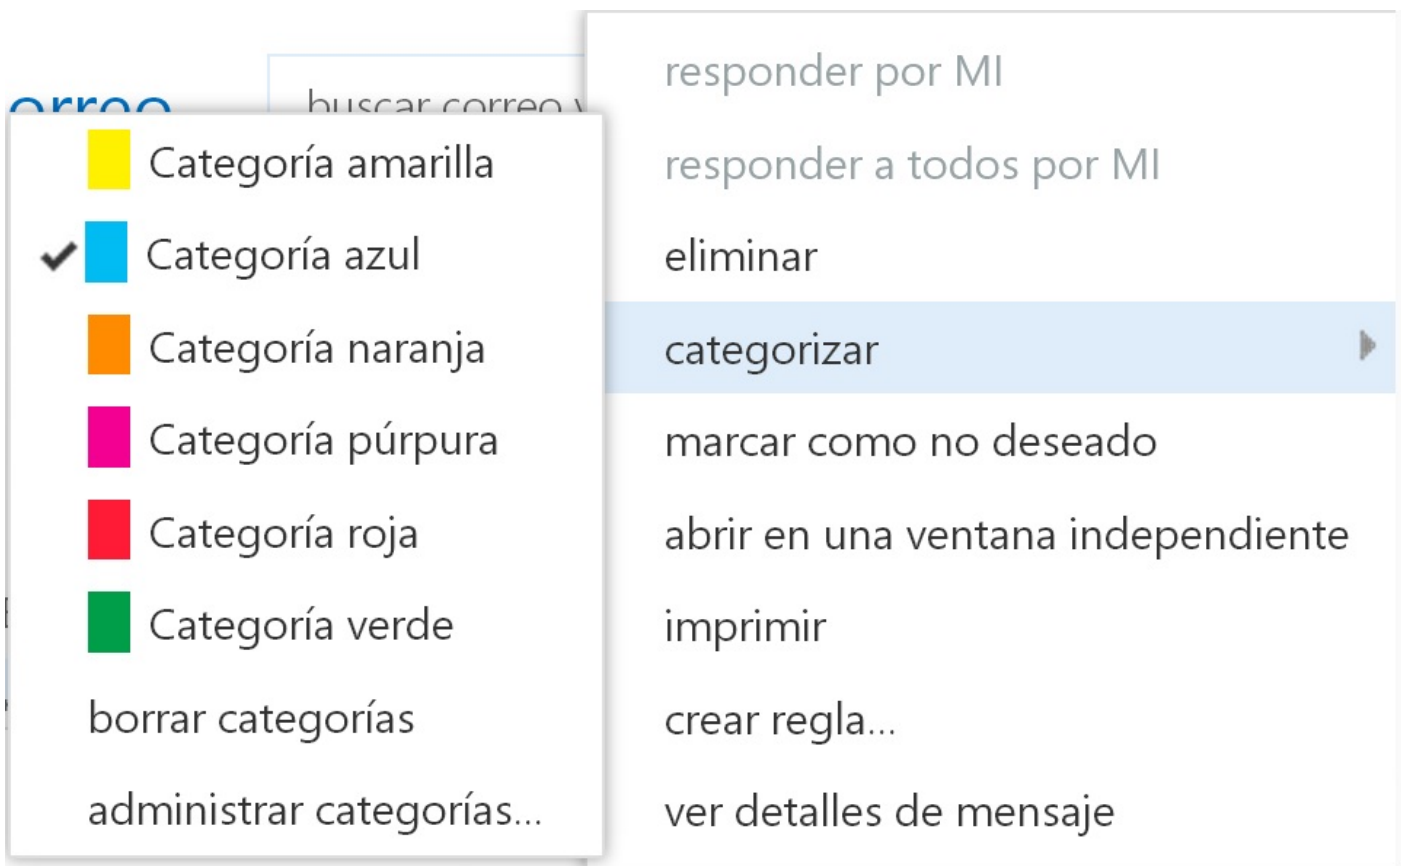 buscar correo
Categoría amarilla
Categoría azul
Categoría naranja
Categoría púrpura
Categoría roja
Categoría verde
borrar categorías
administrar categorías...
responder por MI
responder a todos por MI
eliminar
categorizar
marcar como no deseado
abrir en una ventana independiente
imprimir
crear regla...
ver detalles de mensaje